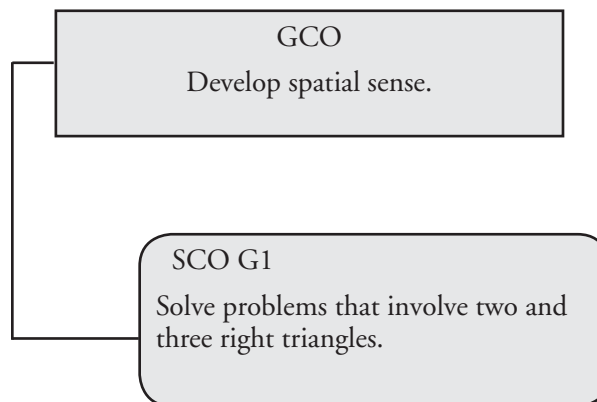 GCO
Develop spatial sense.
SCO G1
Solve problems that involve two and
three right triangles.